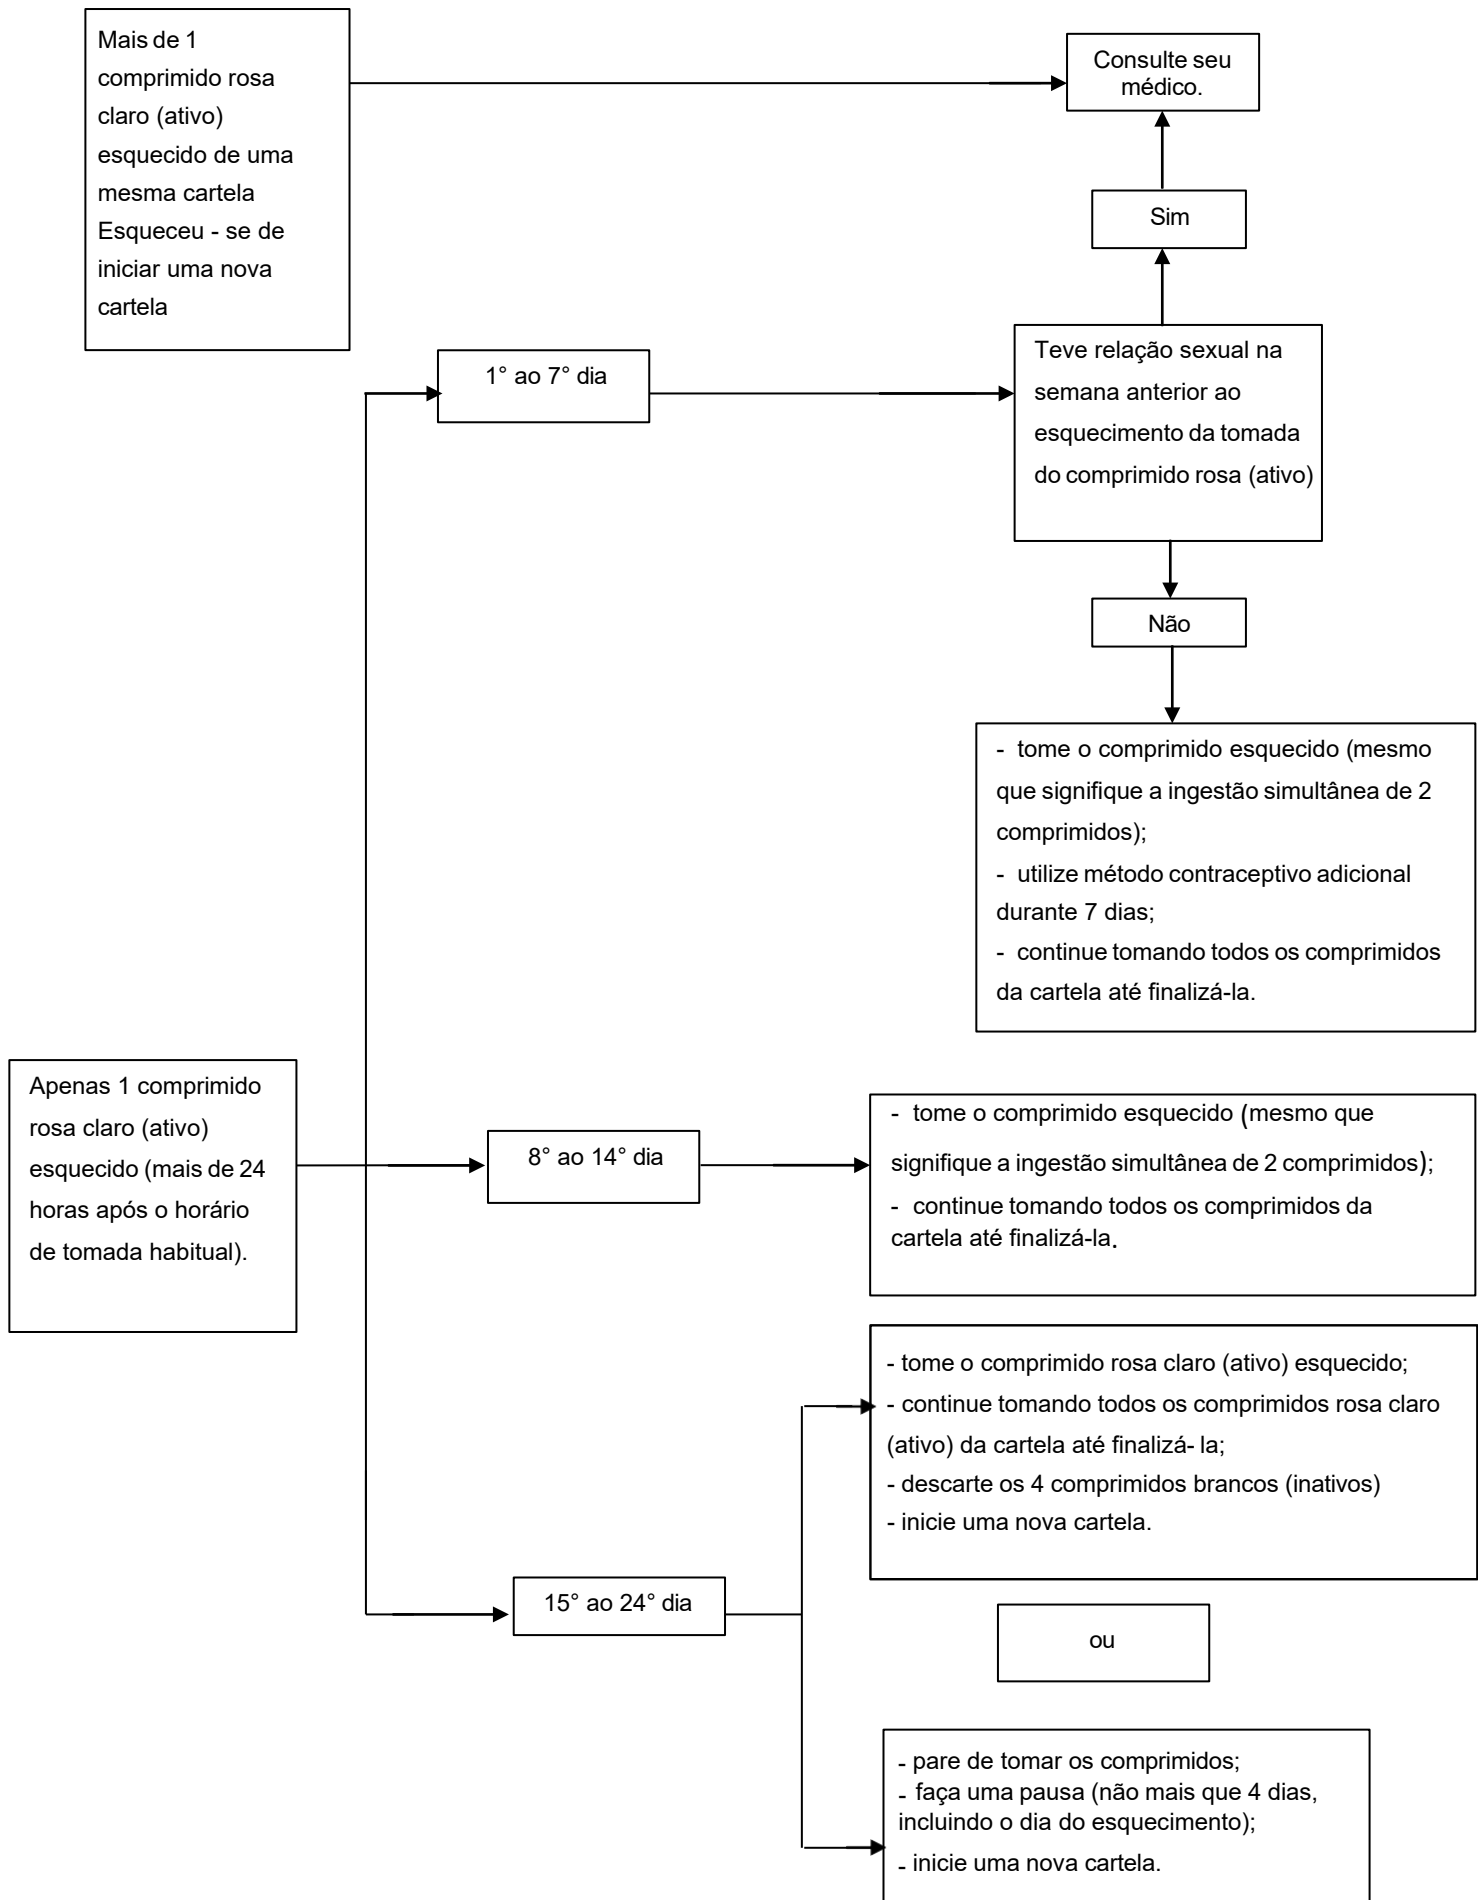 Mais de 1
comprimido rosa
claro (ativo)
esquecido de uma
mesma cartela
Esqueceu - se de
iniciar uma nova
cartela
Consulte seu
médico.
Sim
1° ao 7° dia
Teve relação sexual na
semana anterior ao
esquecimento da tomada
do comprimido rosa (ativo)
Não
- tome o comprimido esquecido (mesmo
que signifique a ingestão simultânea de 2
comprimidos);
- utilize método contraceptivo adicional
durante 7 dias;
- continue tomando todos os comprimidos
da cartela até finalizá-la.
Apenas 1 comprimido
rosa claro (ativo)
esquecido (mais de 24
horas após o horário
de tomada habitual).
8° ao 14° dia
- tome o comprimido esquecido (mesmo que
signifique a ingestão simultânea de 2 comprimidos);
- continue tomando todos os comprimidos da
cartela até finalizá-la.
15° ao 24° dia
- tome o comprimido rosa claro (ativo) esquecido;
- continue tomando todos os comprimidos rosa claro
(ativo) da cartela até finalizá- la;
- descarte os 4 comprimidos brancos (inativos)
- inicie uma nova cartela.
ou
- pare de tomar os comprimidos;
- faça uma pausa (não mais que 4 dias,
incluindo o dia do esquecimento);
- inicie uma nova cartela.